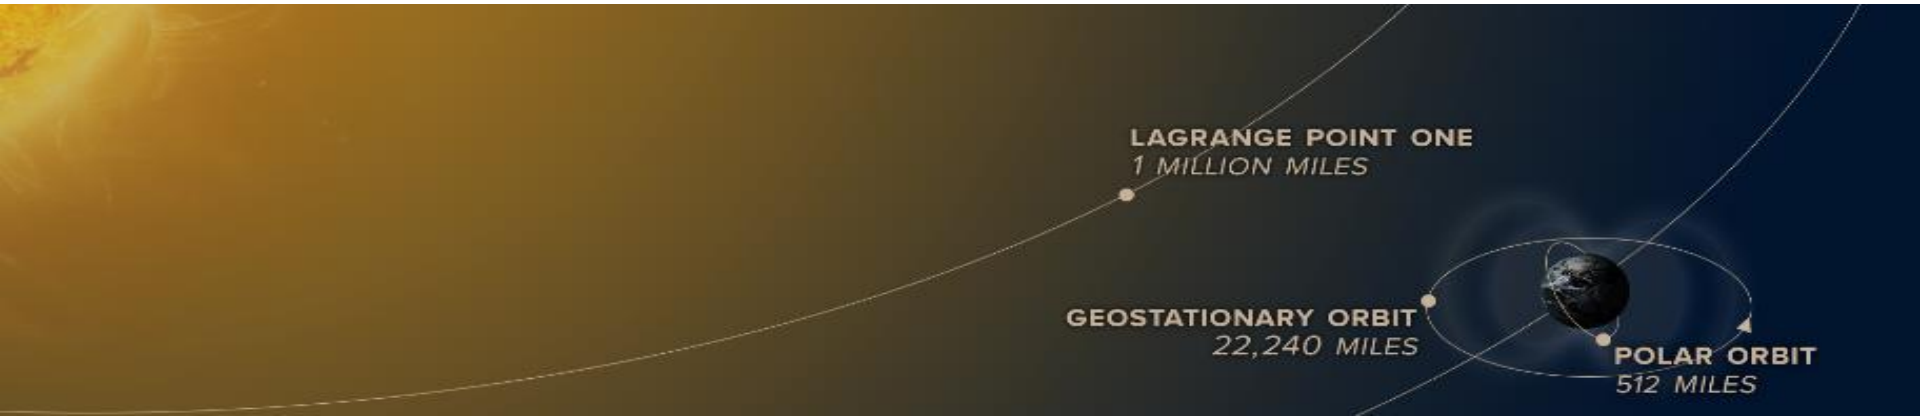 LAGRANGE POINT ONE
1 MILLION MILES
GEOSTATIONARY ORBIT
22,240 MILES
POLAR ORBIT
512 MILES